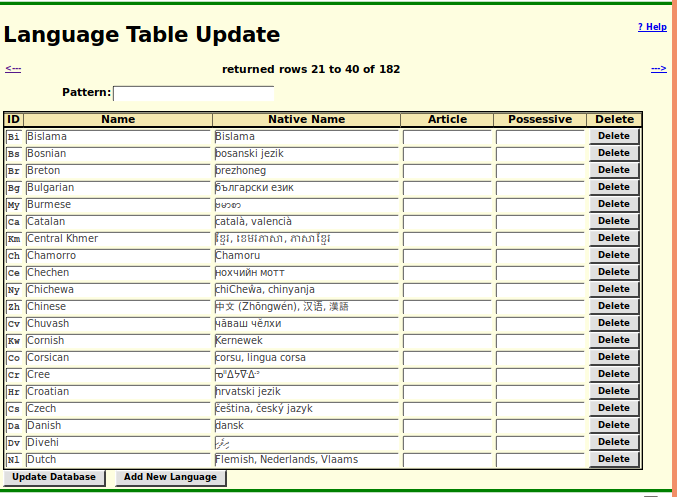 Language Table Update
? Help
<---
returned rows 21 to 40 of 182
--->
Pattern:
ID Name Native Name Article Possessive Delete
Bi Bislama Bislama Delete
Bs Bosnian bosanski jezik Delete
Br Breton brezhoneg Delete
Bg Bulgarian български език Delete
My Burmese ဗမာစာ Delete
Ca Catalan català, valencià Delete
Km Central Khmer ខ្មែរ, ខេមរភាសា, ភាសាខ្មែរ Delete
Ch Chamorro Chamoru Delete
Ce Chechen нохчийн мотт Delete
Ny Chichewa chiCheŵa, chinyanja Delete
Zh Chinese 中文 (Zhōngwén), 汉语, 漢語 Delete
Cv Chuvash чӑваш чӗлхи Delete
Kw Cornish Kernewek Delete
Co Corsican corsu, lingua corsa Delete
Cr Cree ᓀᐦᐃᔭᐍᐏᐣ Delete
Hr Croatian hrvatski jezik Delete
Cs Czech čeština, český jazyk Delete
Da Danish dansk Delete
Dv Divehi Delete
Nl Dutch Flemish, Nederlands, Vlaams Delete
Update Database Add New Language